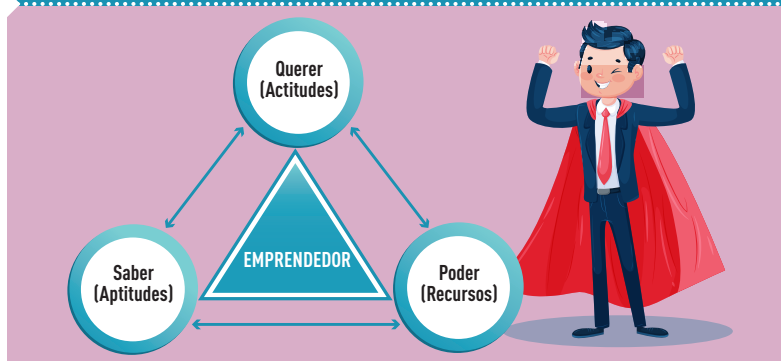 Querer
(Actitudes)
EMPRENDEDOR
Saber
(Aptitudes)
Poder
(Recursos)